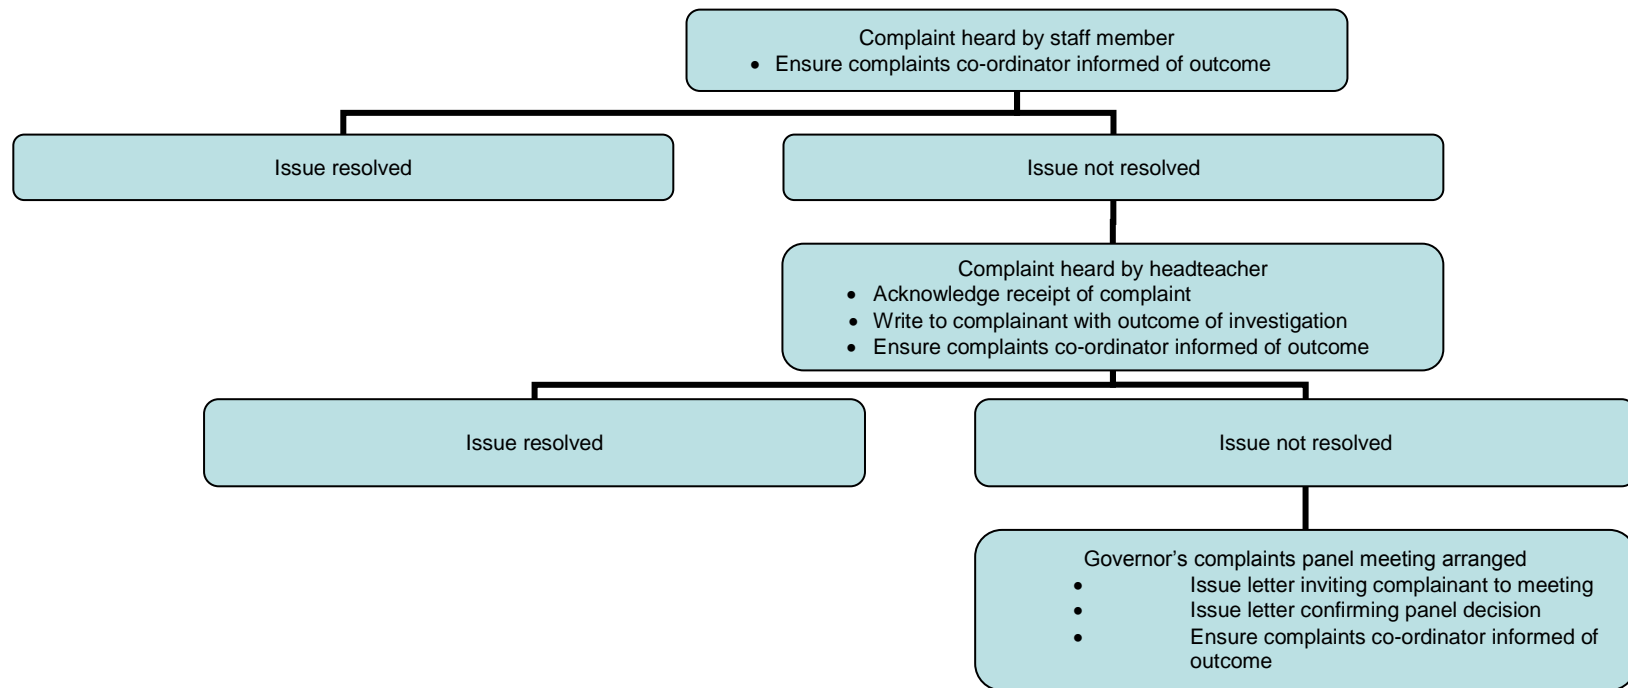 Complaint heard by staff member
• Ensure complaints co-ordinator informed of outcome
Issue resolved
Issue not resolved
Complaint heard by headteacher
• Acknowledge receipt of complaint
• Write to complainant with outcome of investigation
• Ensure complaints co-ordinator informed of outcome
Issue resolved
Issue not resolved
Governor’s complaints panel meeting arranged
• Issue letter inviting complainant to meeting
• Issue letter confirming panel decision
• Ensure complaints co-ordinator informed of
outcome